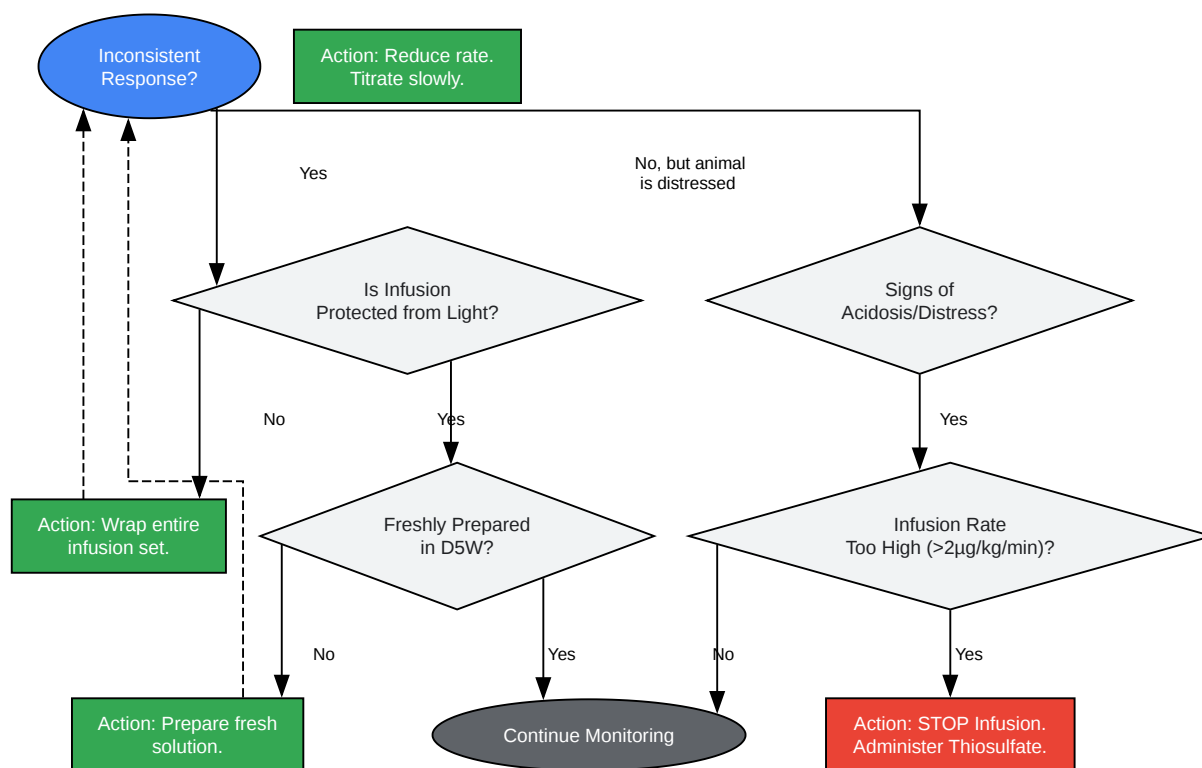 Inconsistent
Response?
Action: Reduce rate.
Titrate slowly.
Yes
No, but animal
is distressed
Is Infusion
Protected from Light?
Signs of
Acidosis/Distress?
No
Yes
Yes
Action: Wrap entire
infusion set.
Freshly Prepared
in D5W?
Infusion Rate
Too High (>2µg/kg/min)?
No
Yes
No
Yes
Action: Prepare fresh
solution.
Continue Monitoring
Action: STOP Infusion.
Administer Thiosulfate.